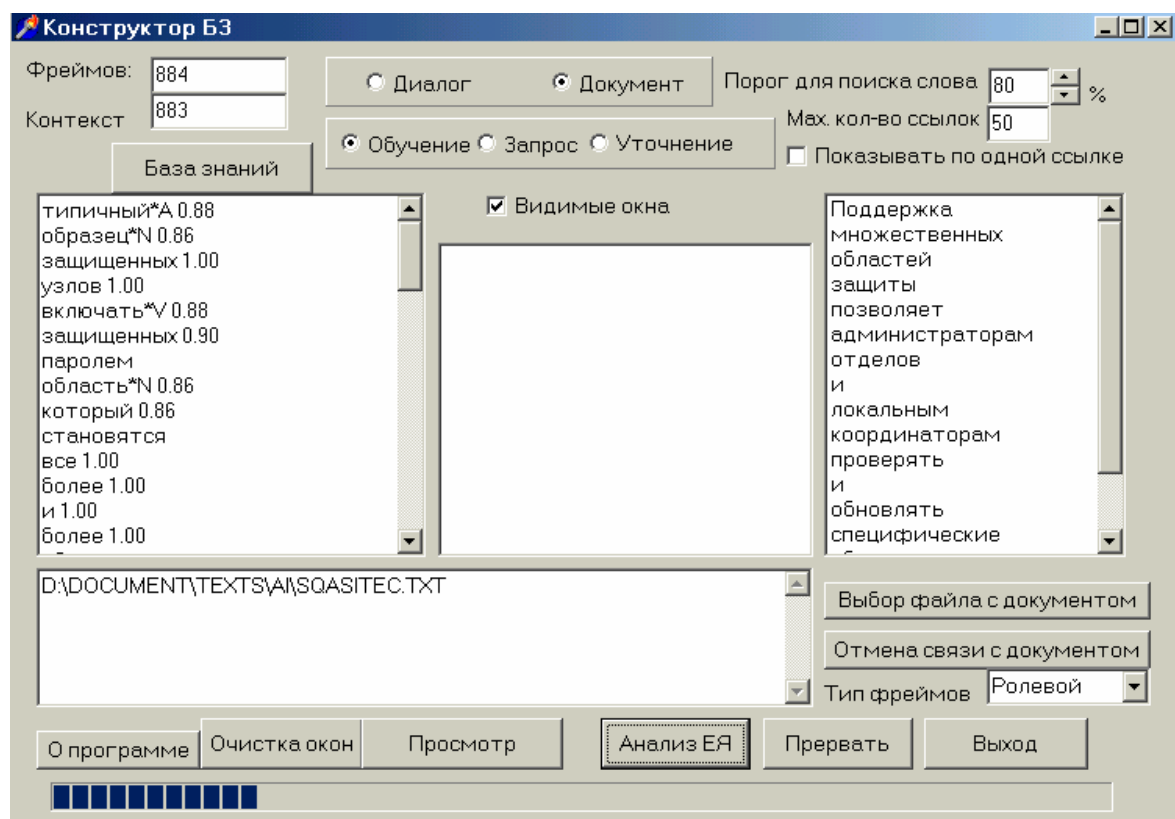 Конструктор БЗ
Фреймов: 884
Контекст 883
Диалог Документ
Порог для поиска слова 80 %
Мах. кол-во ссылок 50
Обучение Запрос Уточнение
Показывать по одной ссылке
База знаний
Видимые окна
типичный*A 0.88
образец*N 0.86
защищенных 1.00
узлов 1.00
включать*V 0.88
защищенных 0.90
паролем
область*N 0.86
который 0.86
становятся
все 1.00
более 1.00
и 1.00
более 1.00
Поддержка
множественных
областей
защиты
позволяет
администраторам
отделов
и
локальным
координаторам
проверять
и
обновлять
специфические
D:\DOCUMENT\TEXTS\AI\SQASITEC.TXT
Выбор файла с документом
Отмена связи с документом
Тип фреймов Ролевой
О программе Очистка окон Просмотр Анализ ЕЯ Прервать Выход